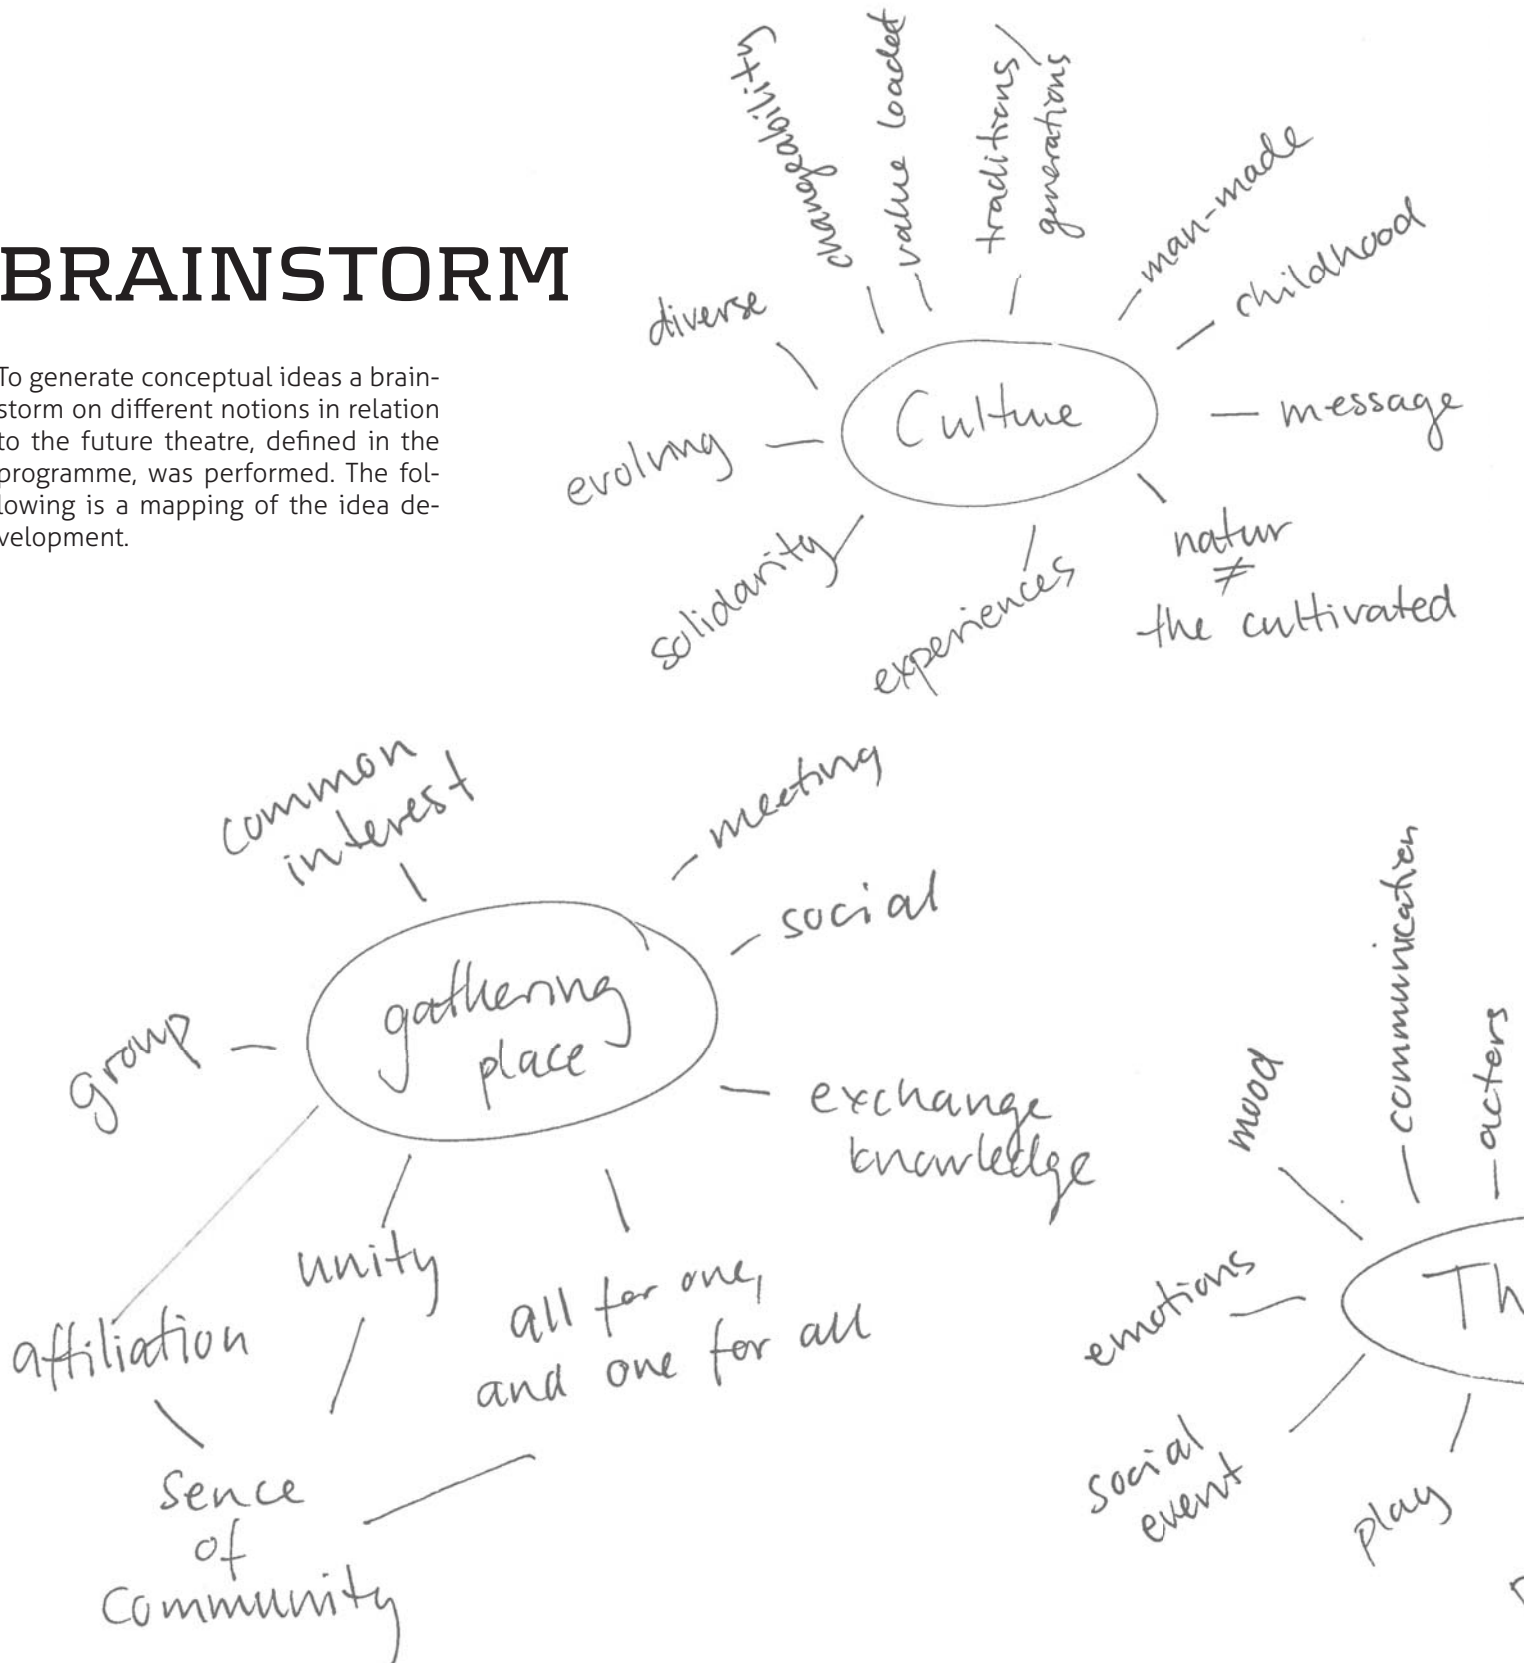 BRAINSTORM
To generate conceptual ideas a brain-
storm on different notions in relation
to the future theatre, defined in the
programme, was performed. The fol-
lowing is a mapping of the idea de-
velopment.
changeability
value loaded
traditions/
generations
man-made
childhood
diverse
Culture
message
evolving
natur
≠
the cultivated
solidarity
experiences
common
interest
meeting
social
gathering
place
group
exchange
knowledge
unity
affiliation
all for one,
and one for all
Sence
of
Community
mood
communication
acters
emotions
Th
social
event
play